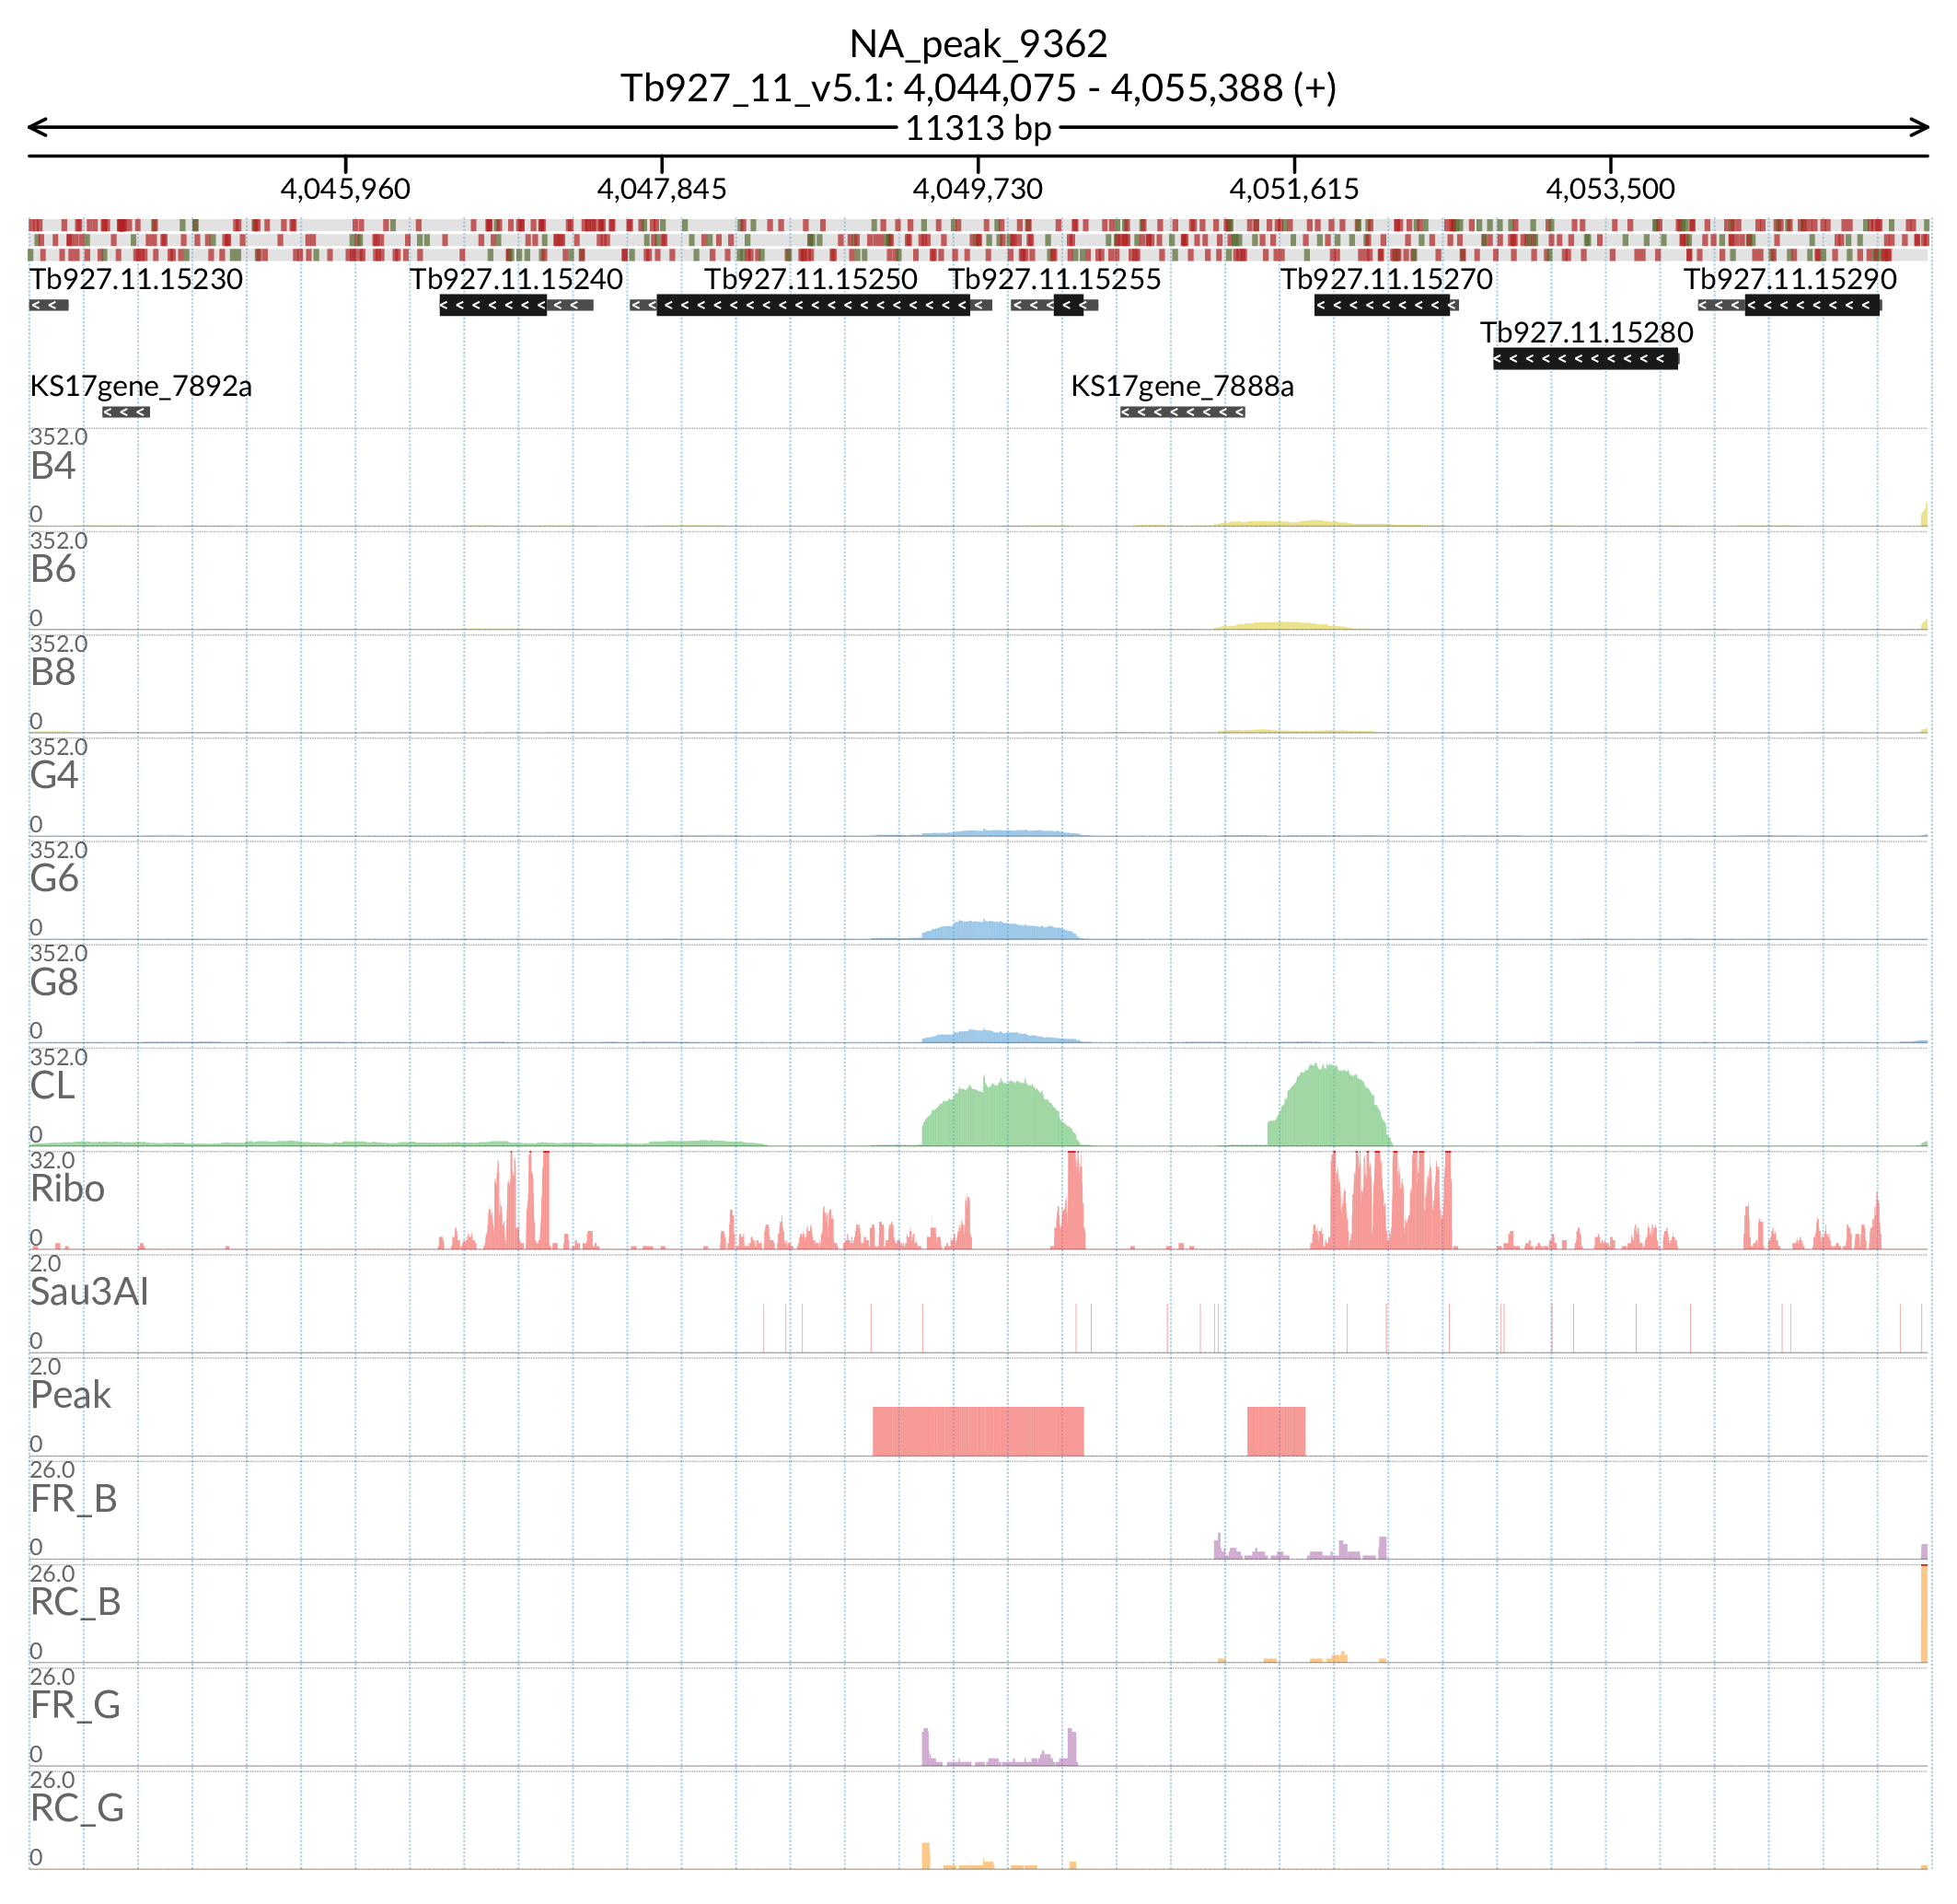 NA_peak_9362
Tb927_11_v5.1: 4,044,075 - 4,055,388 (+)
11313 bp
4,045,960 4,047,845 4,049,730 4,051,615 4,053,500
Tb927.11.15230 Tb927.11.15240 Tb927.11.15250 Tb927.11.15255 Tb927.11.15270 Tb927.11.15290
Tb927.11.15280
KS17gene_7892a KS17gene_7888a
352.0
B4
0
352.0
B6
0
352.0
B8
0
352.0
G4
0
352.0
G6
0
352.0
G8
0
352.0
CL
0
32.0
Ribo
0
2.0
Sau3AI
0
2.0
Peak
0
26.0
FR_B
0
26.0
RC_B
0
26.0
FR_G
0
26.0
RC_G
0